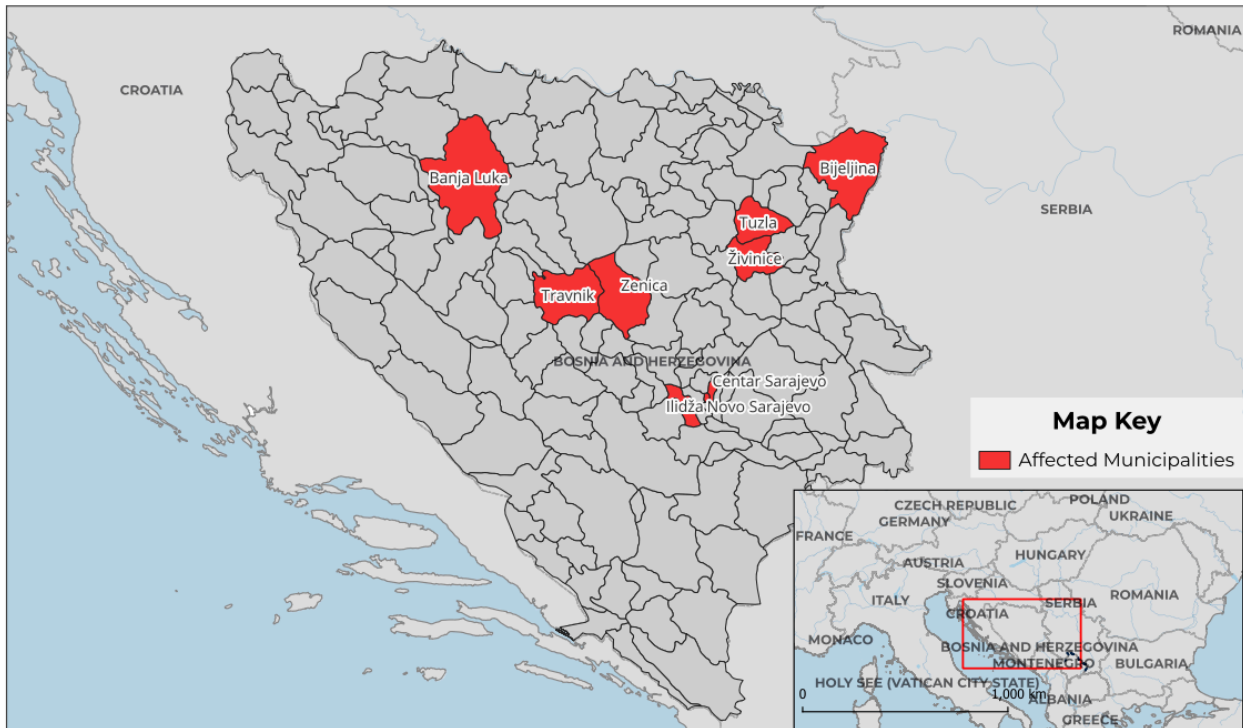 ROMANIA
CROATIA
Bijeljina
Banja Luka
SERBIA
Tuzla
Živinice
Zenica
Travnik
BOSNIA AND HERZEGOVINA
Centar Sarajevo
Ilidža Novo Sarajevo
Map Key
Affected Municipalities
POLAND
CZECH REPUBLIC
UKRAINE
GERMANY
FRANCE
HUNGARY
AUSTRIA
SLOVENIA
ROMANIA
ITALY
SERBIA
CROATIA
MONACO
BOSNIA AND HERZEGOVINA
MONTENEGRO
BULGARIA
HOLY SEE (VATICAN CITY STATE)
0
1,000 km
ALBANIA
GREECE